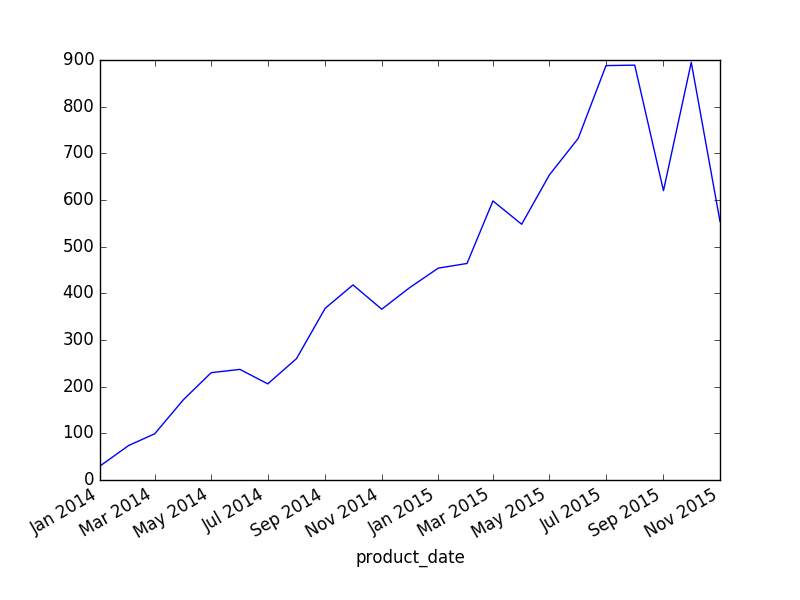 900
800
700
600
500
400
300
200
100
0
Jan 2014
Mar 2014
May 2014
Jul 2014
Sep 2014
Nov 2014
Jan 2015
Mar 2015
May 2015
Jul 2015
Sep 2015
Nov 2015
product_date